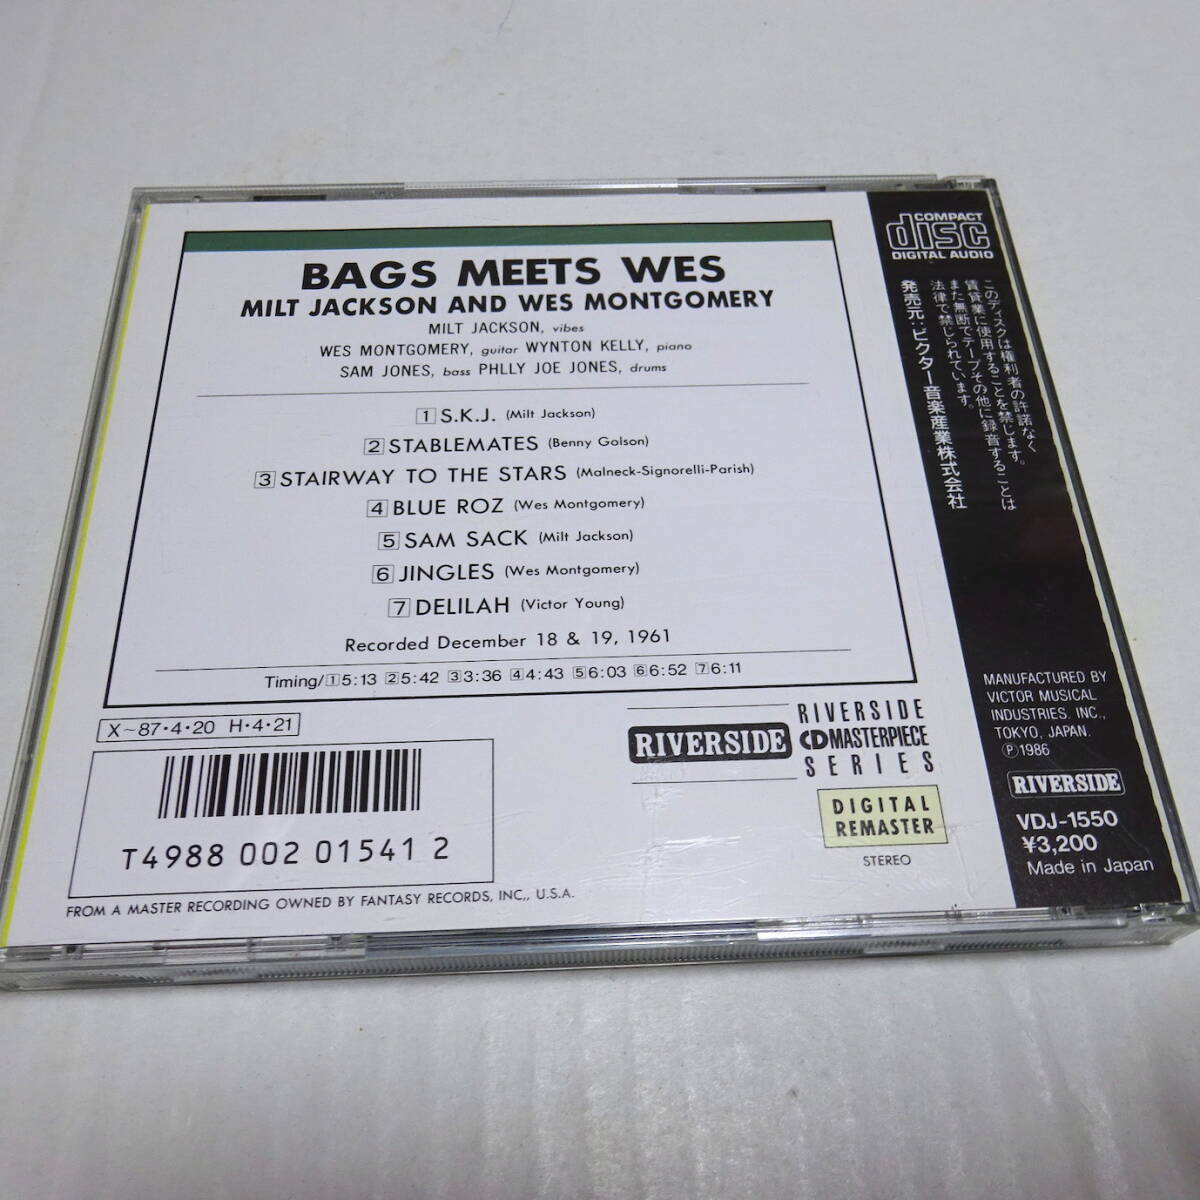 BAGS MEETS WES
MILT JACKSON AND WES MONTGOMERY
MILT JACKSON, vibes
WES MONTGOMERY, guitar WYNTON KELLY, piano
SAM JONES, bass PHLLY JOE JONES, drums
1 S.K.J. (Milt Jackson)
2 STABLEMATES (Benny Golson)
3 STAIRWAY TO THE STARS (Malneck-Signorelli-Parish)
4 BLUE ROZ (Wes Montgomery)
5 SAM SACK (Milt Jackson)
6 JINGLES (Wes Montgomery)
7 DELILAH (Victor Young)
Recorded December 18 & 19, 1961
Timing/1 5:13 2 5:42 3 3:36 4 4:43 5 6:03 6 6:52 7 6:11
X～87・4・20 H・4・21
T4988 002 01541 2
FROM A MASTER RECORDING OWNED BY FANTASY RECORDS, INC., U.S.A.
RIVERSIDE
RIVERSIDE
CD MASTERPIECE
SERIES
DIGITAL
REMASTER
STEREO
COMPACT
disc
DIGITAL AUDIO
このディスクは権利者の許諾なく
賃貸業に使用することを禁じます。
また無断でテープその他に録音することは
法律で禁じられています。
発売元：ビクター音楽産業株式会社
MANUFACTURED BY
VICTOR MUSICAL
INDUSTRIES, INC.,
TOKYO, JAPAN.
Ⓟ1986
RIVERSIDE
VDJ-1550
¥3,200
Made in Japan